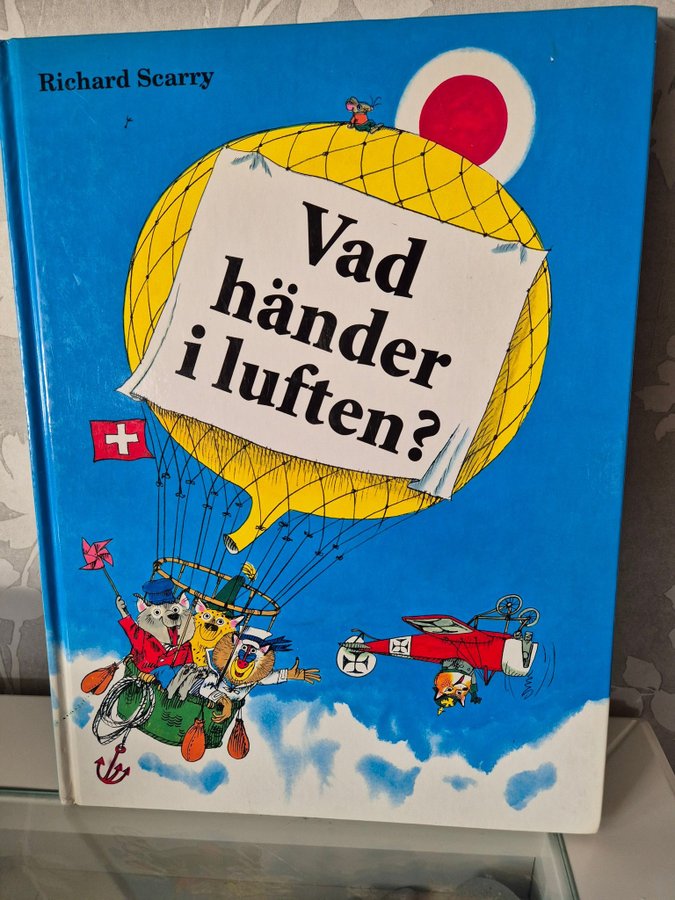 Richard Scarry
Vad
händer
i luften?